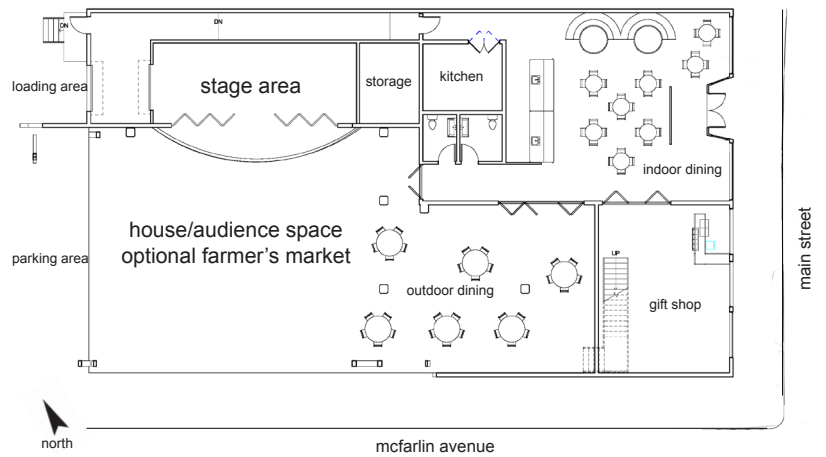 DN
DN
loading area
stage area
storage
kitchen
indoor dining
house/audience space
optional farmer's market
parking area
outdoor dining
UP
gift shop
main street
north
mcfarlin avenue